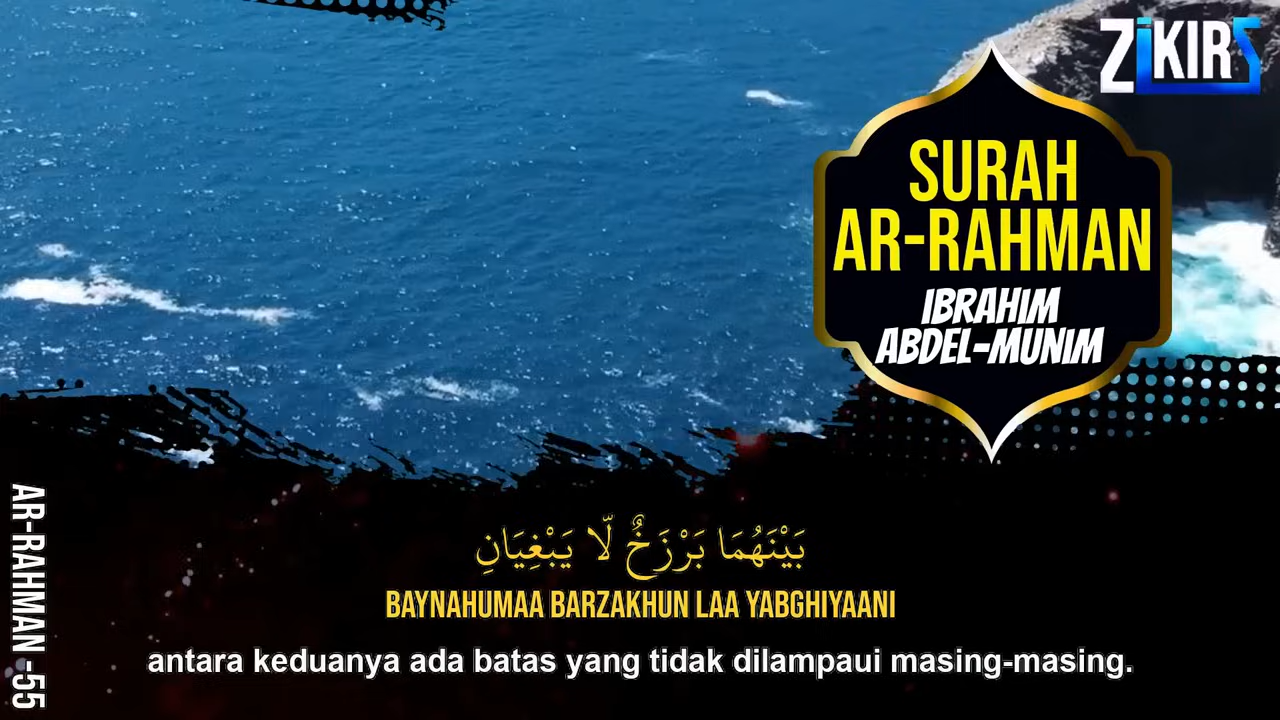 ZiKIRS
SURAH
AR-RAHMAN
IBRAHIM
ABDEL-MUNIM
بَيْنَهُمَا بَرْزَخٌ لَّا يَبْغِيَانِ
BAYNAHUMAA BARZAKHUN LAA YABGHIYAANI
antara keduanya ada batas yang tidak dilampaui masing-masing.
AR-RAHMAN -55